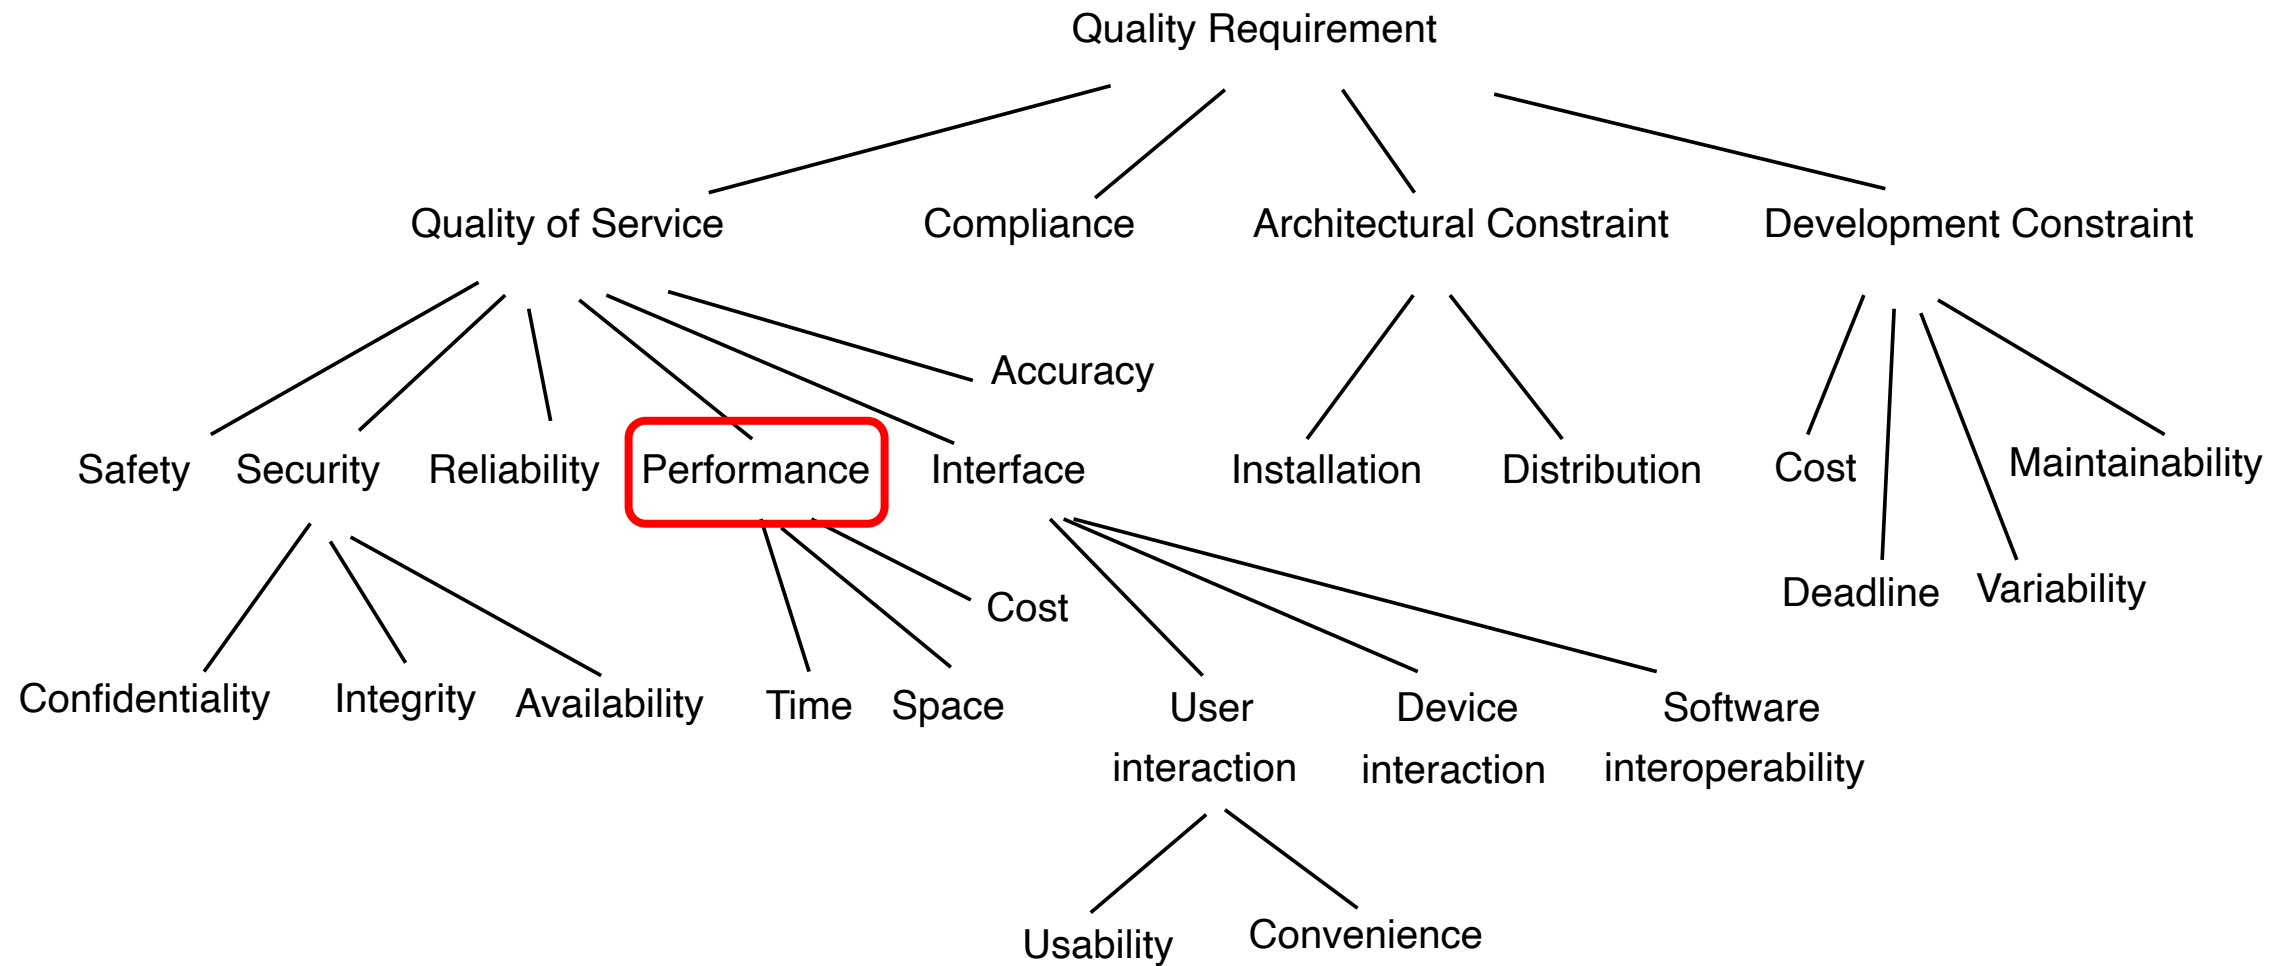 Quality Requirement
Quality of Service
Compliance
Architectural Constraint
Development Constraint
Accuracy
Safety
Security
Reliability
Performance
Interface
Installation
Distribution
Cost
Maintainability
Deadline
Variability
Cost
Confidentiality
Integrity
Availability
Time
Space
User
interaction
Device
interaction
Software
interoperability
Usability
Convenience